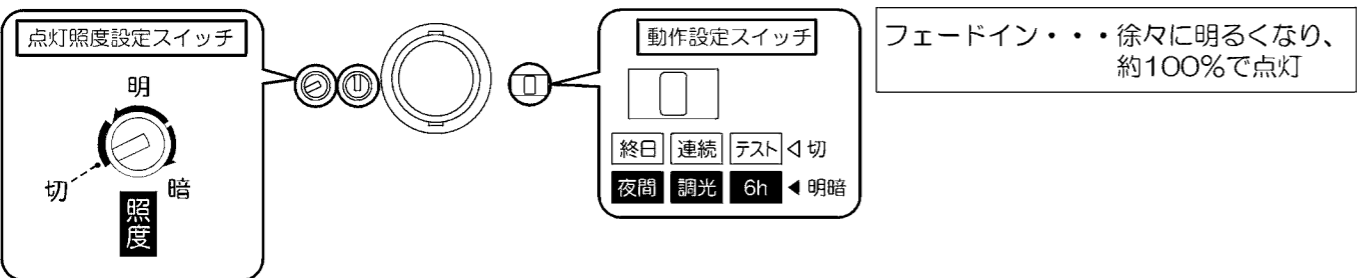 点灯照度設定スイッチ
明
切
暗
照度
動作設定スイッチ
終日 連続 テスト ◁切
夜間 調光 6h ◀明暗
フェードイン・・・徐々に明るくなり、
約100%で点灯